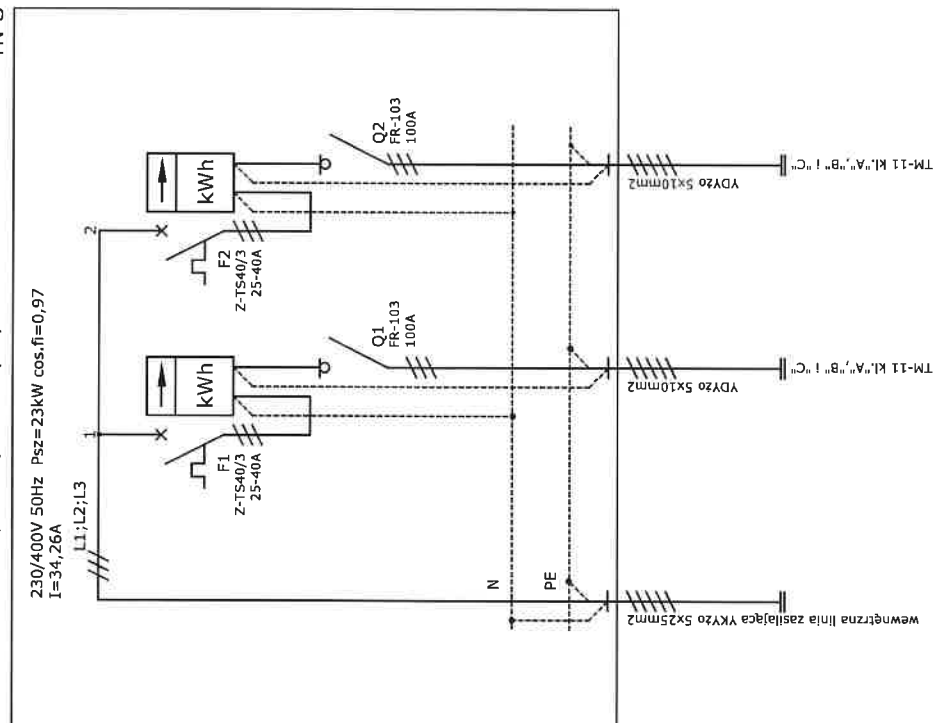 230/400V 50Hz Psz=23kW cos.fi=0,97
I=34,26A
L1;L2;L3
1
2
kWh
kWh
F1
Z-TS40/3
25-40A
F2
Z-TS40/3
25-40A
Q1
FR-103
100A
Q2
FR-103
100A
N
PE
wewnętrzna linia zasilająca YKYżo 5x25mm2
YDYżo 5x10mm2
TM-11 kl."A","B" i "C"
YDYżo 5x10mm2
TM-11 kl."A","B" i "C"